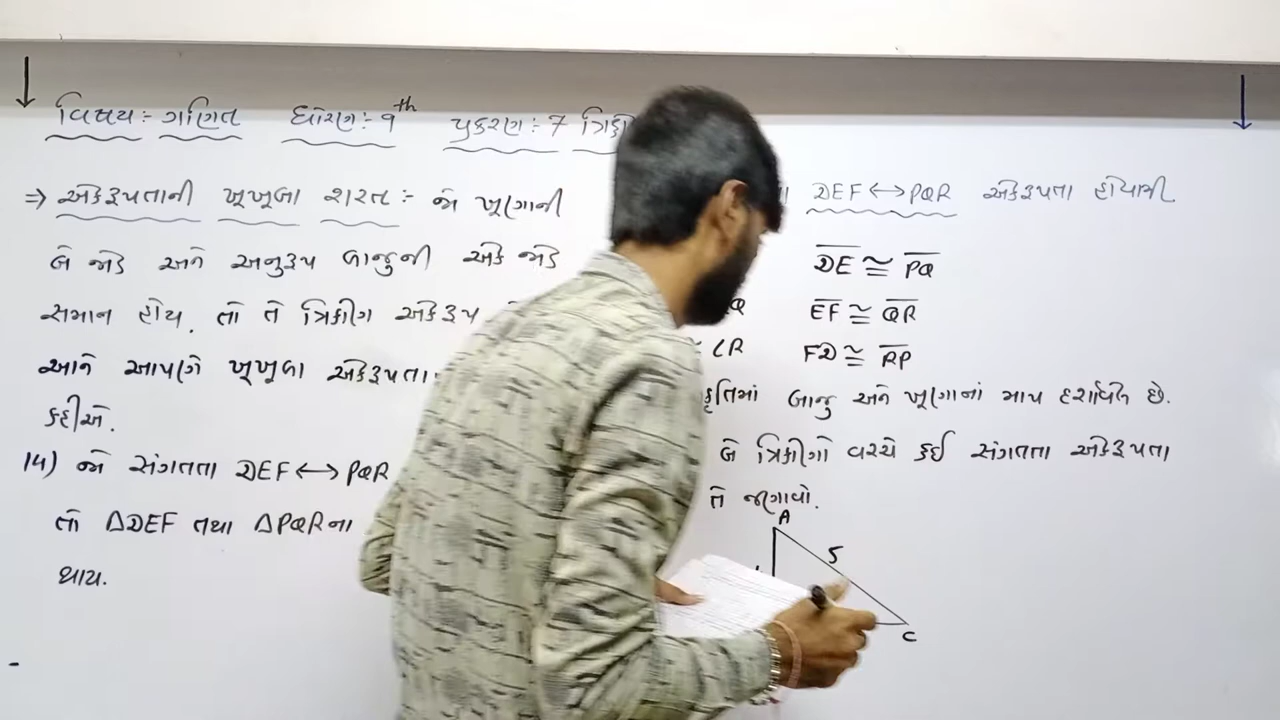 વિષય:- ગણિત ધોરણ:- ૧ th પ્રકરણ:- 7
⇒ એકરૂપતાની ખૂખૂબા શરત:- જો ખૂણાની
બે જોડ અને અનુરૂપ બાજુની એક જોડ
સમાન હોય, તો તે ત્રિકોણ એકરૂપ
આને આપણે ખૂખૂબા એકરૂપતા
કહીએ.
14) જો સંગતતા DEF ↔ PQR
તો ΔDEF તથા ΔPQR ના
થાય.
DEF ↔ PQR એકરૂપતા હોવાથી
DE ≅ PQ
EF ≅ QR
∠R FD ≅ RP
બાજુ અને ખૂણાનાં માપ દર્શાવેલ છે.
બે ત્રિકોણો વચ્ચે કઈ સંગતતા એકરૂપતા
તે જણાવો.
A
5
C